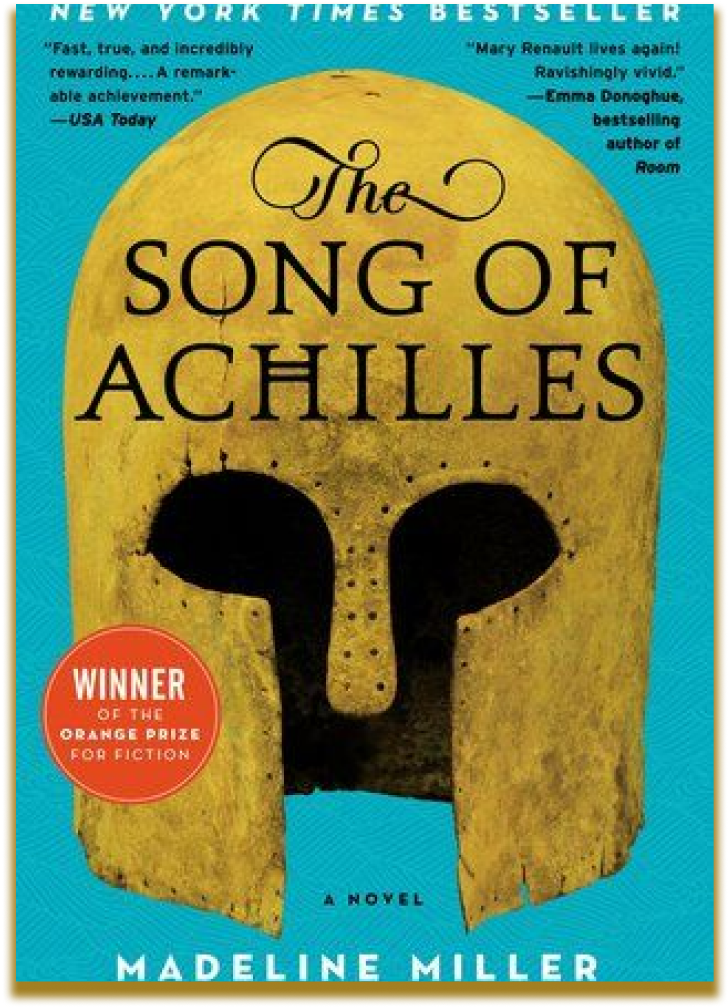 NEW YORK TIMES BESTSELLER
"Fast, true, and incredibly
rewarding.... A remark-
able achievement."
—USA Today
"Mary Renault lives again!
Ravishingly vivid."
—Emma Donoghue,
bestselling
author of
Room
The
SONG OF
ACHILLES
WINNER
OF THE
ORANGE PRIZE
FOR FICTION
A NOVEL
MADELINE MILLER